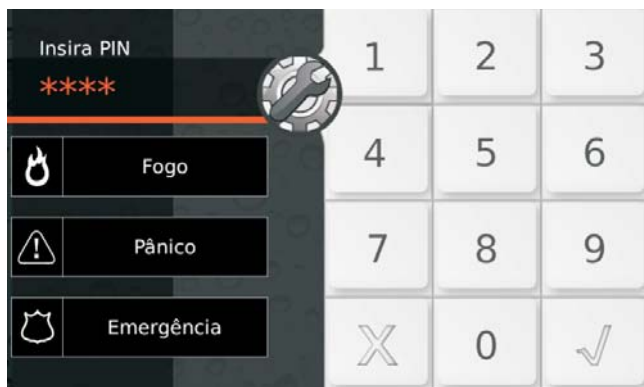 Insira PIN
****
Fogo
Pânico
Emergência
1 2 3
4 5 6
7 8 9
X 0 √